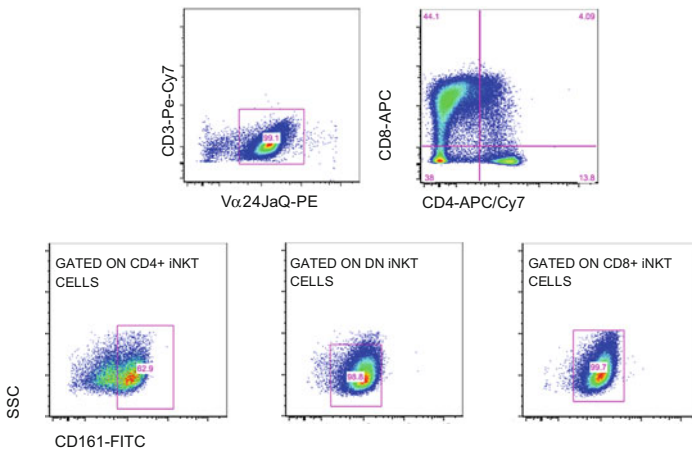 CD3-Pe-Cy7
99.1
Vα24JaQ-PE
CD8-APC
44.1
4.09
38
13.8
CD4-APC/Cy7
GATED ON CD4+ iNKT
CELLS
62.9
GATED ON DN iNKT
CELLS
98.8
GATED ON CD8+ iNKT
CELLS
99.7
SSC
CD161-FITC